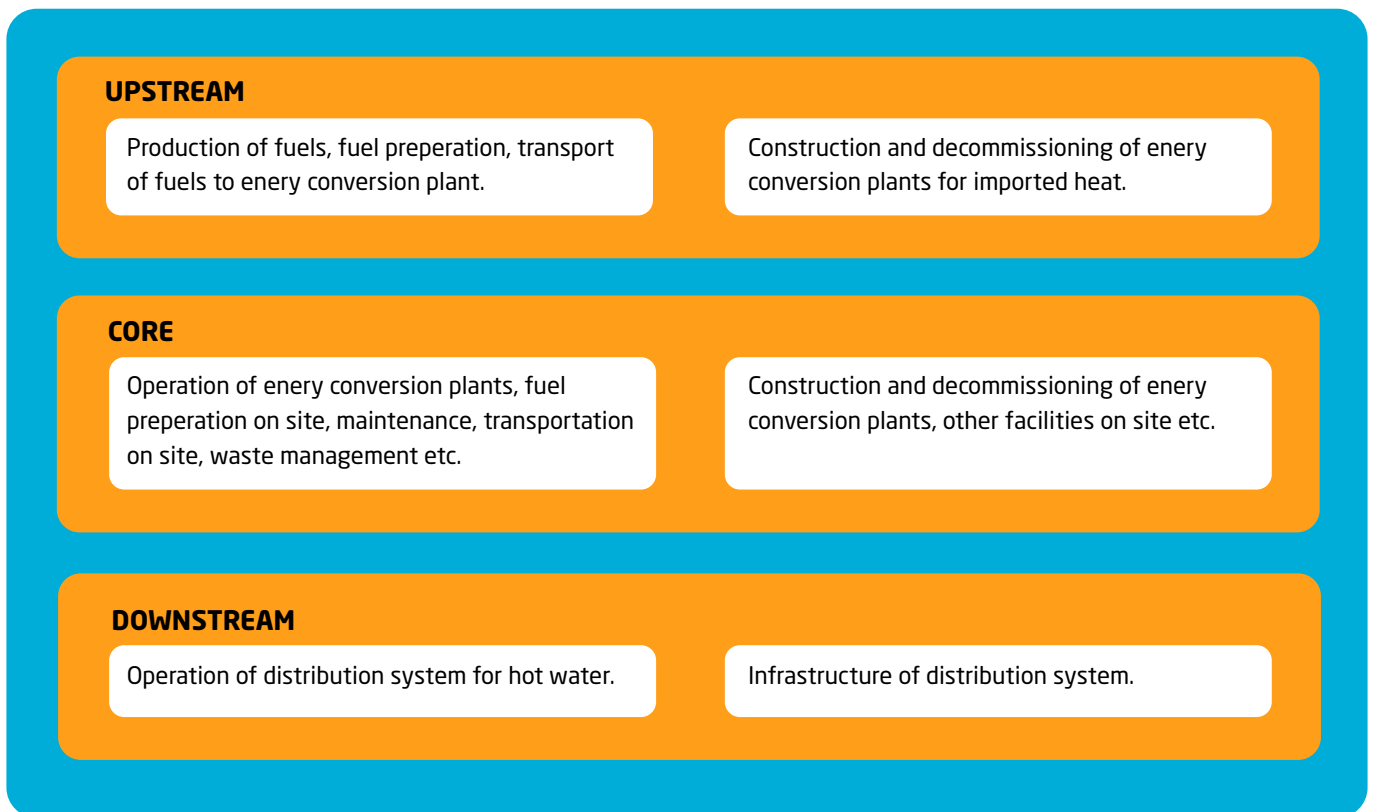 UPSTREAM
Production of fuels, fuel preperation, transport
of fuels to enery conversion plant.
Construction and decommissioning of enery
conversion plants for imported heat.
CORE
Operation of enery conversion plants, fuel
preperation on site, maintenance, transportation
on site, waste management etc.
Construction and decommissioning of enery
conversion plants, other facilities on site etc.
DOWNSTREAM
Operation of distribution system for hot water.
Infrastructure of distribution system.